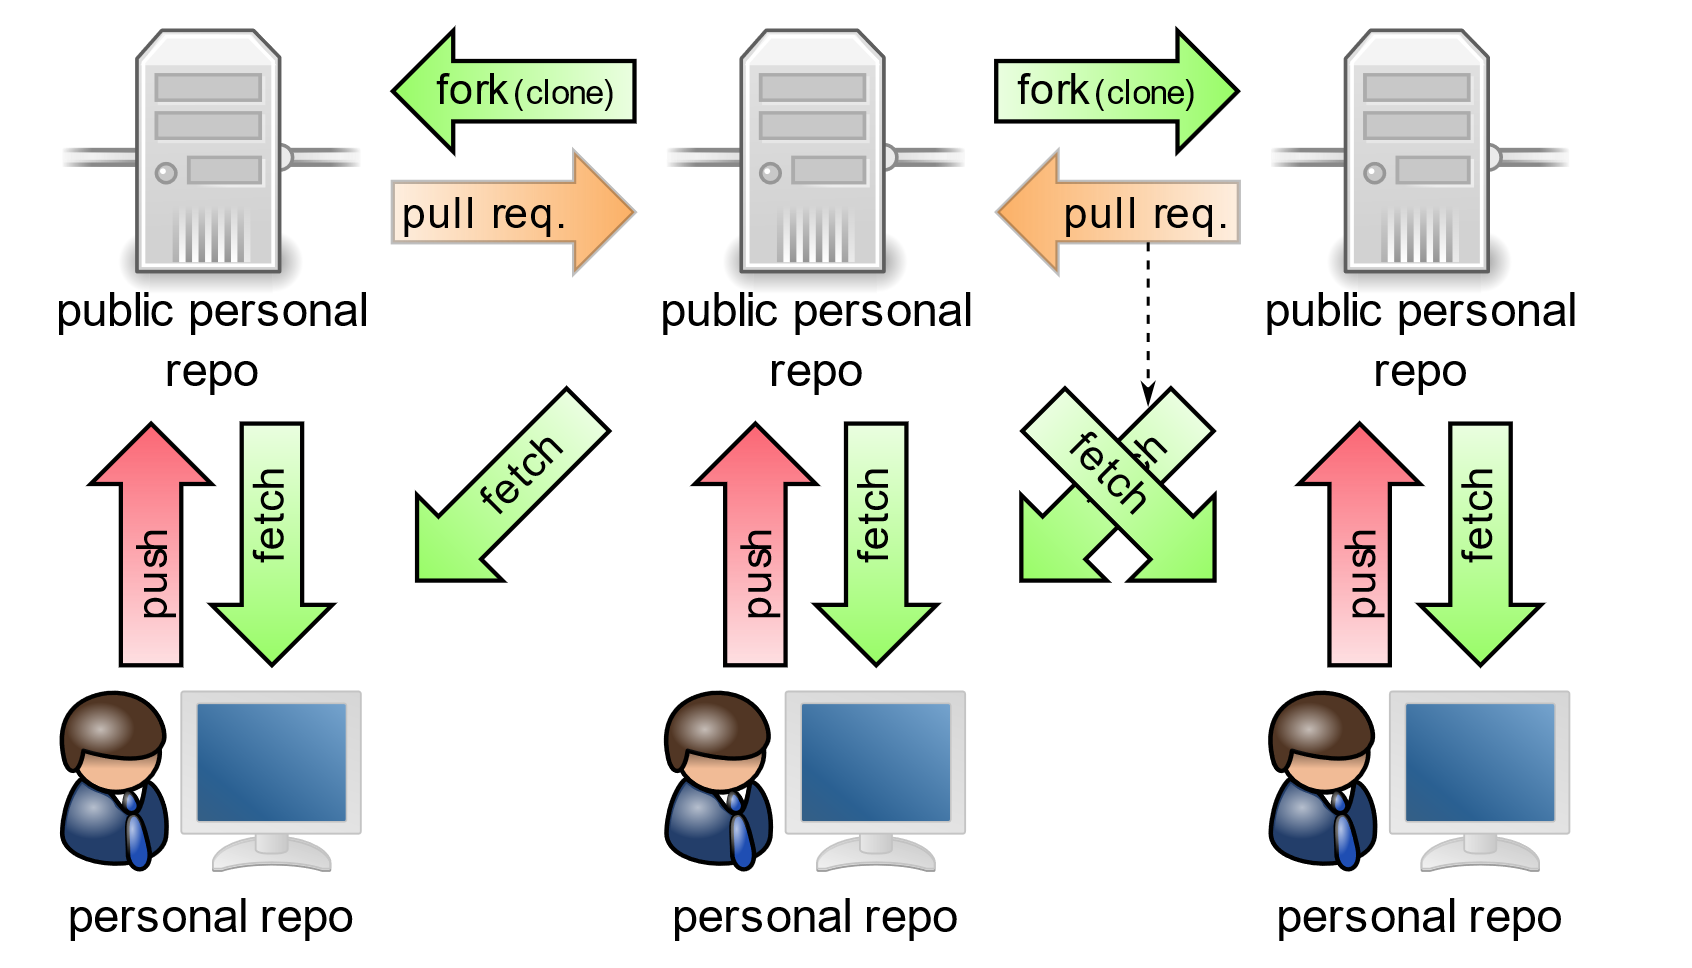 fork (clone)
fork (clone)
pull req.
pull req.
public personal
repo
public personal
repo
public personal
repo
fetch
fetch
ch
push
fetch
push
fetch
push
fetch
personal repo
personal repo
personal repo